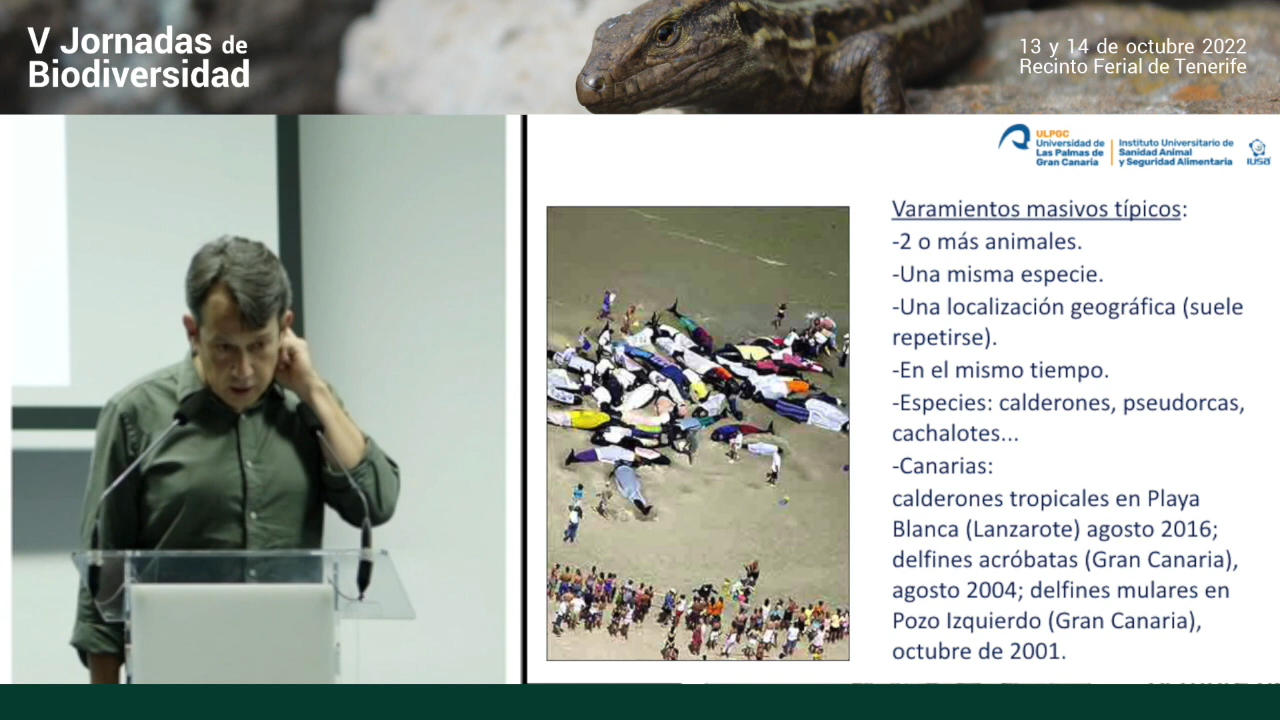 V Jornadas de
Biodiversidad
13 y 14 de octubre 2022
Recinto Ferial de Tenerife
ULPGC
Universidad de
Las Palmas de
Gran Canaria
Instituto Universitario de
Sanidad Animal
y Seguridad Alimentaria
IUSA
Varamientos masivos típicos:
-2 o más animales.
-Una misma especie.
-Una localización geográfica (suele
repetirse).
-En el mismo tiempo.
-Especies: calderones, pseudorcas,
cachalotes...
-Canarias:
calderones tropicales en Playa
Blanca (Lanzarote) agosto 2016;
delfines acróbatas (Gran Canaria),
agosto 2004; delfines mulares en
Pozo Izquierdo (Gran Canaria),
octubre de 2001.